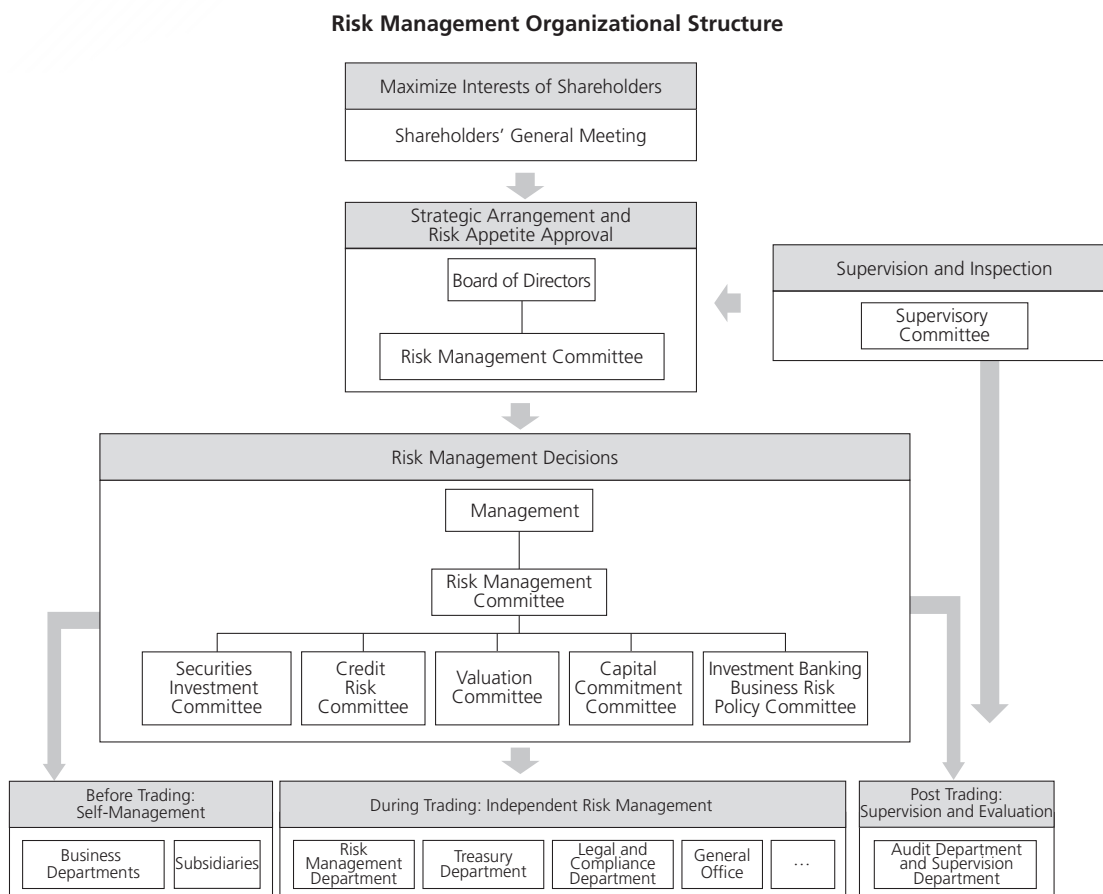 Risk Management Organizational Structure
Maximize Interests of Shareholders
Shareholders' General Meeting
Strategic Arrangement and
Risk Appetite Approval
Board of Directors
Risk Management Committee
Supervision and Inspection
Supervisory
Committee
Risk Management Decisions
Management
Risk Management
Committee
Securities
Investment
Committee
Credit
Risk
Committee
Valuation
Committee
Capital
Commitment
Committee
Investment Banking
Business Risk
Policy Committee
Before Trading:
Self-Management
Business
Departments
Subsidiaries
During Trading: Independent Risk Management
Risk
Management
Department
Treasury
Department
Legal and
Compliance
Department
General
Office
...
Post Trading:
Supervision and Evaluation
Audit Department
and Supervision
Department